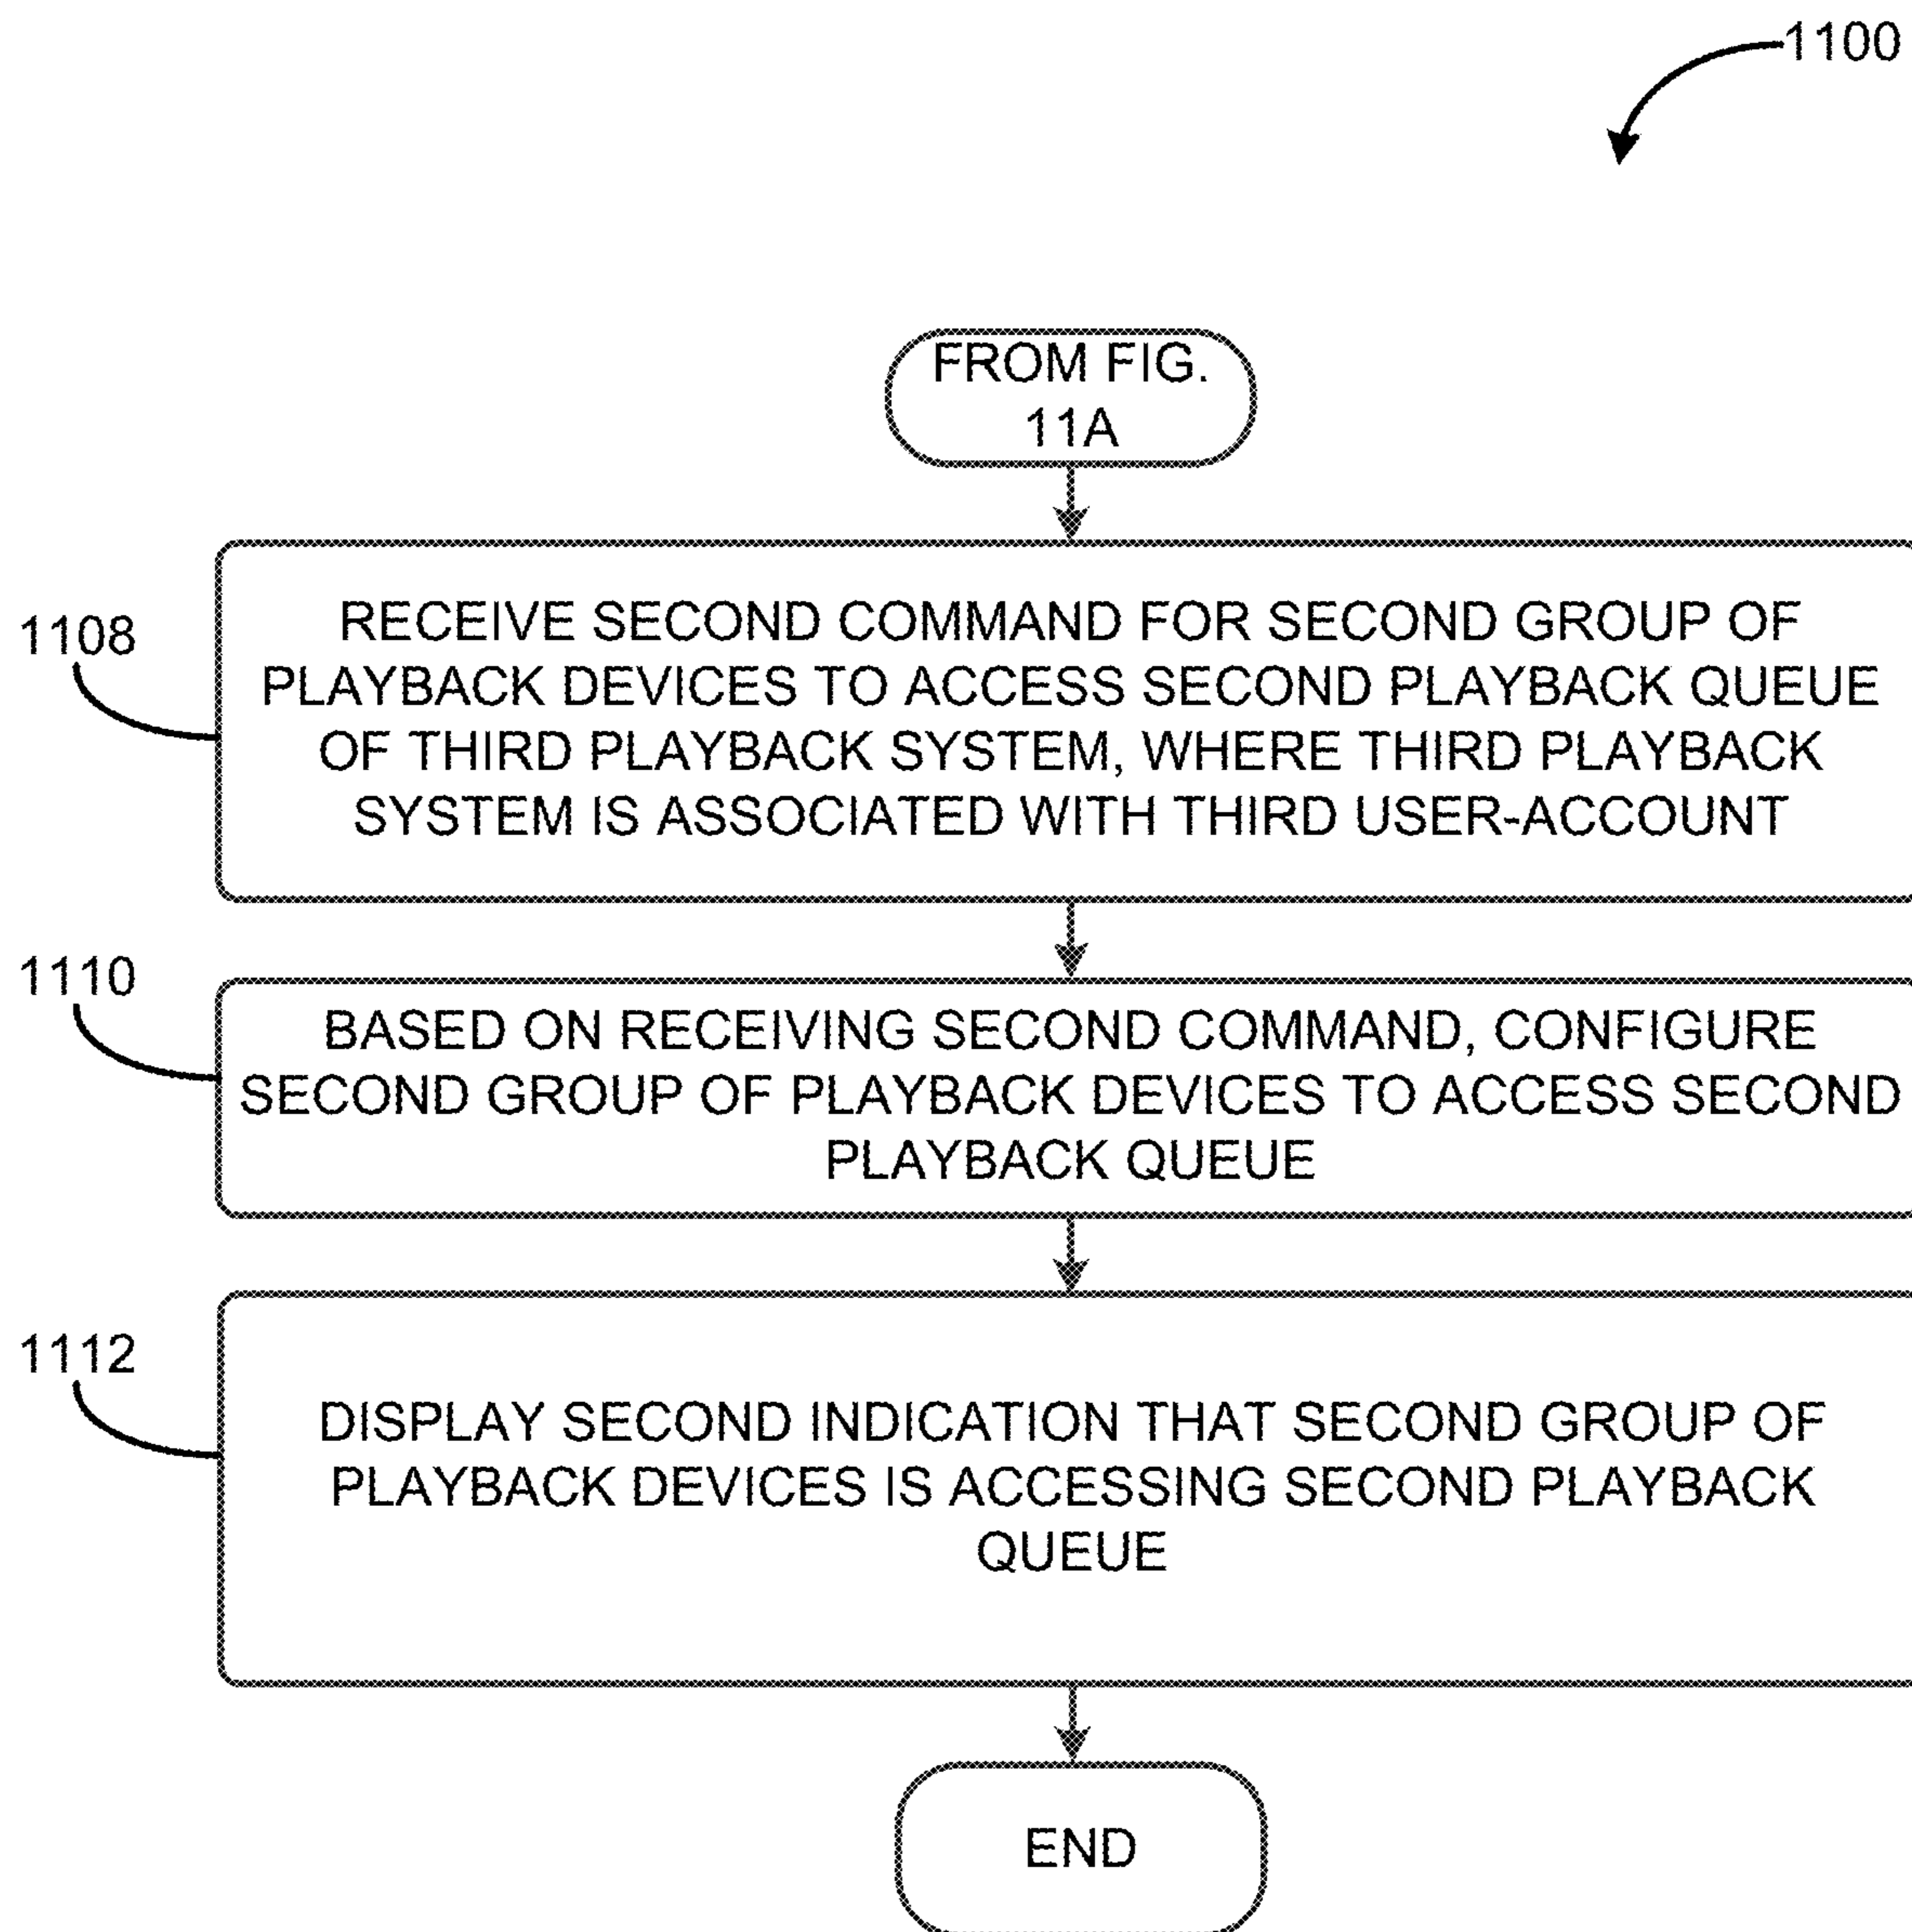 1100
FROM FIG.
11A
1108
RECEIVE SECOND COMMAND FOR SECOND GROUP OF
PLAYBACK DEVICES TO ACCESS SECOND PLAYBACK QUEUE
OF THIRD PLAYBACK SYSTEM, WHERE THIRD PLAYBACK
SYSTEM IS ASSOCIATED WITH THIRD USER-ACCOUNT
1110
BASED ON RECEIVING SECOND COMMAND, CONFIGURE
SECOND GROUP OF PLAYBACK DEVICES TO ACCESS SECOND
PLAYBACK QUEUE
1112
DISPLAY SECOND INDICATION THAT SECOND GROUP OF
PLAYBACK DEVICES IS ACCESSING SECOND PLAYBACK
QUEUE
END